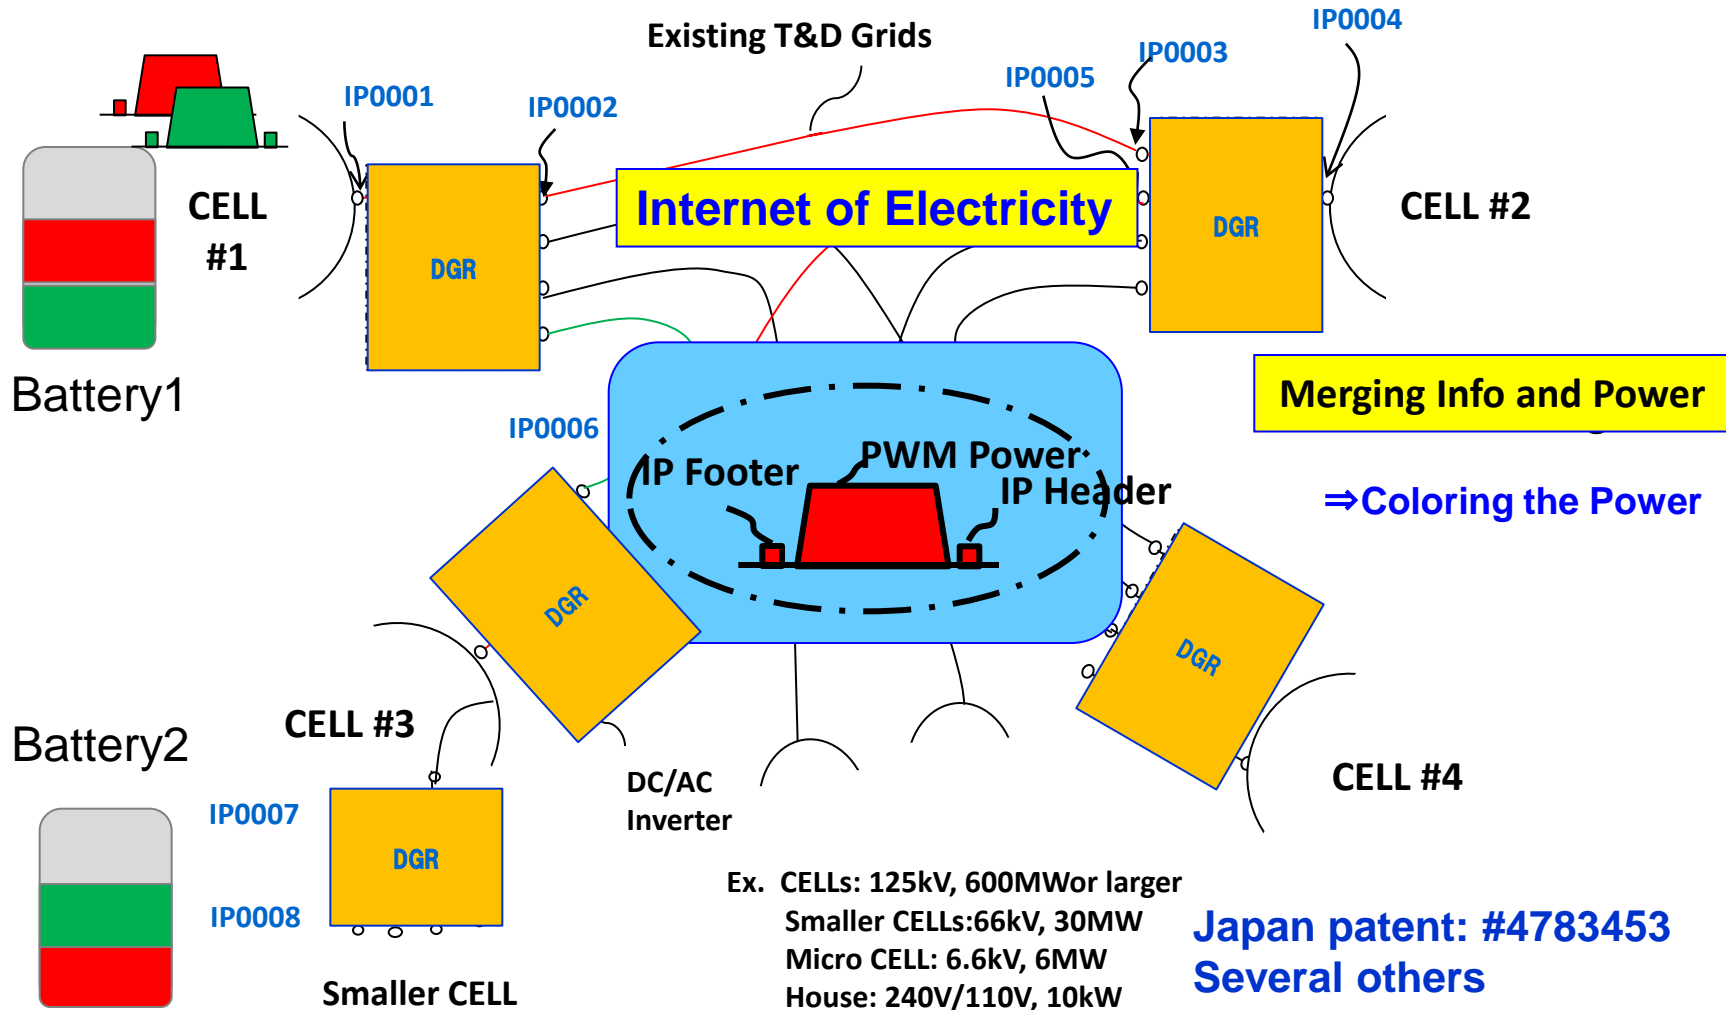 Existing T&D Grids
IP0004
IP0003
IP0005
IP0001
IP0002
CELL
#1
DGR
Internet of Electricity
DGR
CELL #2
Battery1
Merging Info and Power
⇒Coloring the Power
IP0006
IP Footer
PWM Power
IP Header
DGR
DGR
CELL #3
Battery2
DC/AC
Inverter
CELL #4
IP0007
DGR
IP0008
Smaller CELL
Ex. CELLs: 125kV, 600MWor larger
Smaller CELLs:66kV, 30MW
Micro CELL: 6.6kV, 6MW
House: 240V/110V, 10kW
Japan patent: #4783453
Several others